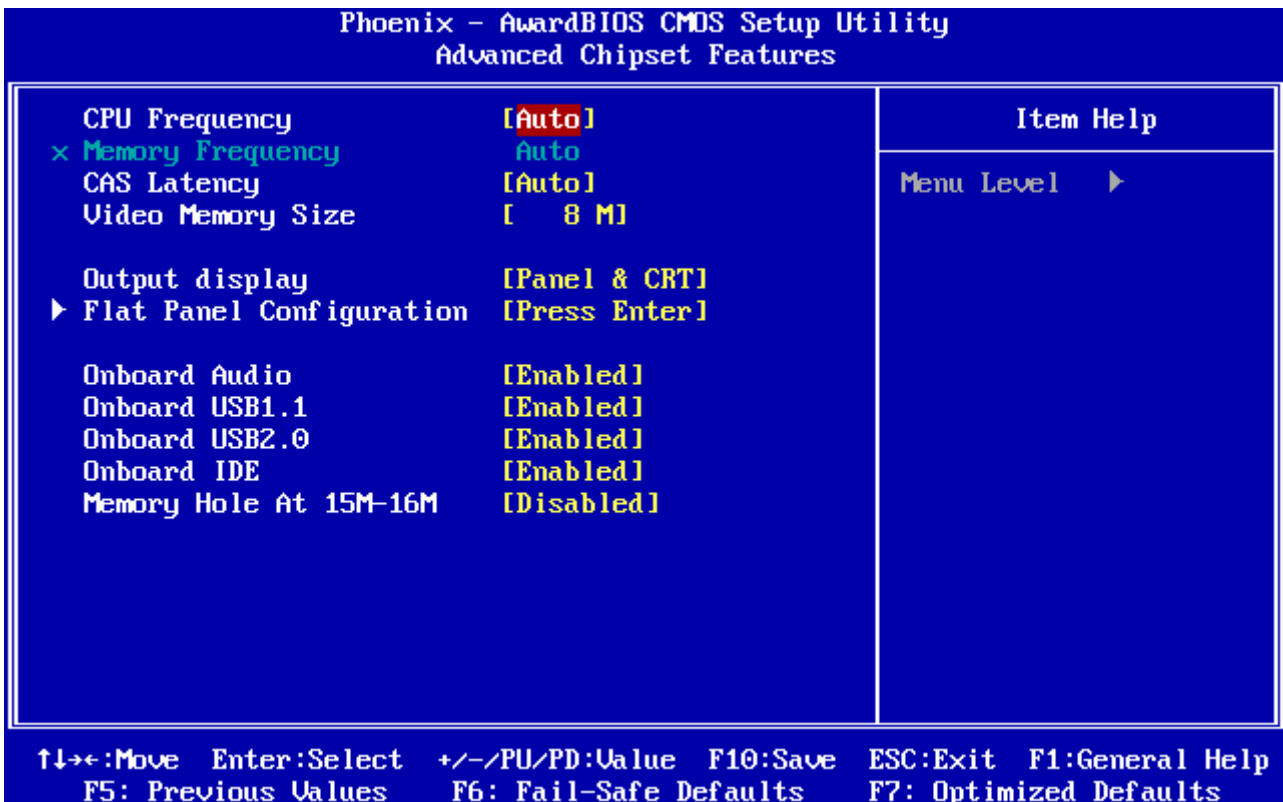 Phoenix - AwardBIOS CMOS Setup Utility
Advanced Chipset Features
CPU Frequency [Auto]
x Memory Frequency Auto
CAS Latency [Auto]
Video Memory Size [ 8 M]
Output display [Panel & CRT]
► Flat Panel Configuration [Press Enter]
Onboard Audio [Enabled]
Onboard USB1.1 [Enabled]
Onboard USB2.0 [Enabled]
Onboard IDE [Enabled]
Memory Hole At 15M-16M [Disabled]
Item Help
Menu Level ►
↑↓→←:Move Enter:Select +/-/PU/PD:Value F10:Save ESC:Exit F1:General Help
F5: Previous Values F6: Fail-Safe Defaults F7: Optimized Defaults